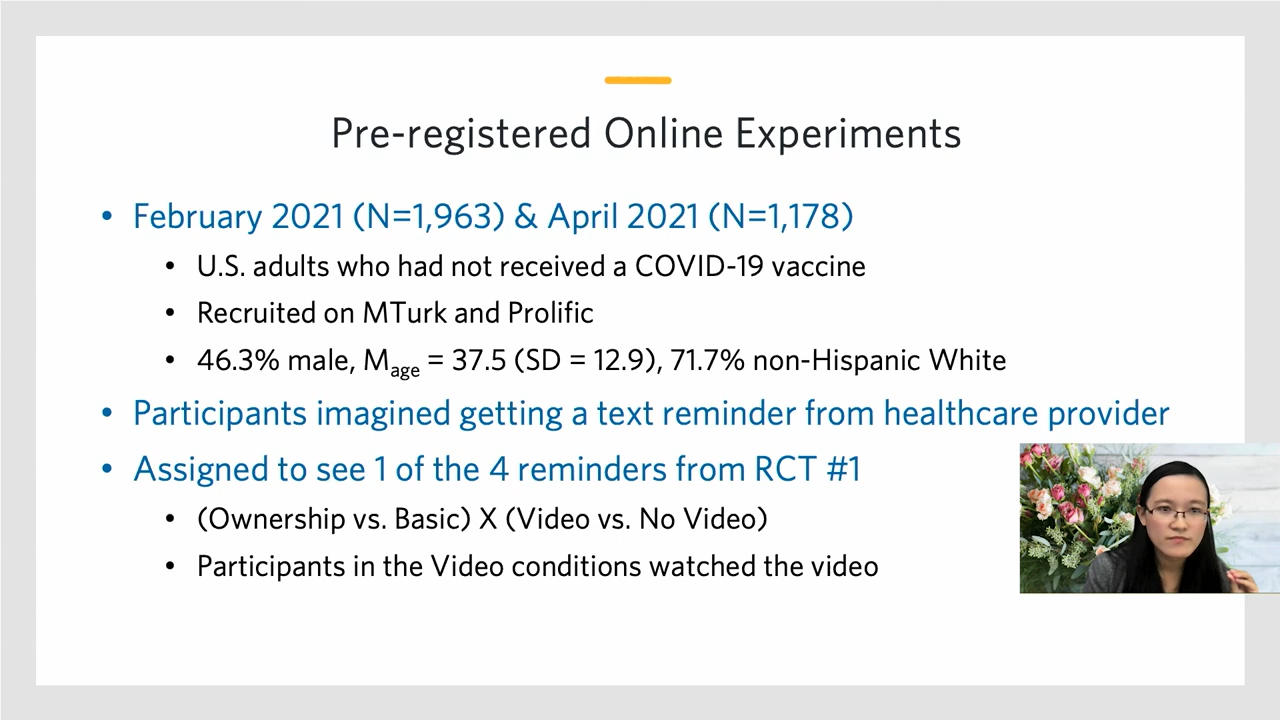 Pre-registered Online Experiments
• February 2021 (N=1,963) & April 2021 (N=1,178)
• U.S. adults who had not received a COVID-19 vaccine
• Recruited on MTurk and Prolific
• 46.3% male, Mage = 37.5 (SD = 12.9), 71.7% non-Hispanic White
• Participants imagined getting a text reminder from healthcare provider
• Assigned to see 1 of the 4 reminders from RCT #1
• (Ownership vs. Basic) X (Video vs. No Video)
• Participants in the Video conditions watched the video